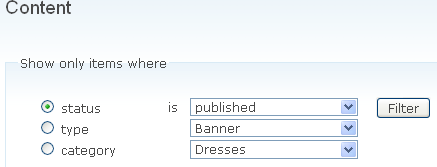 Content
Show only items where
status is published Filter
type Banner
category Dresses